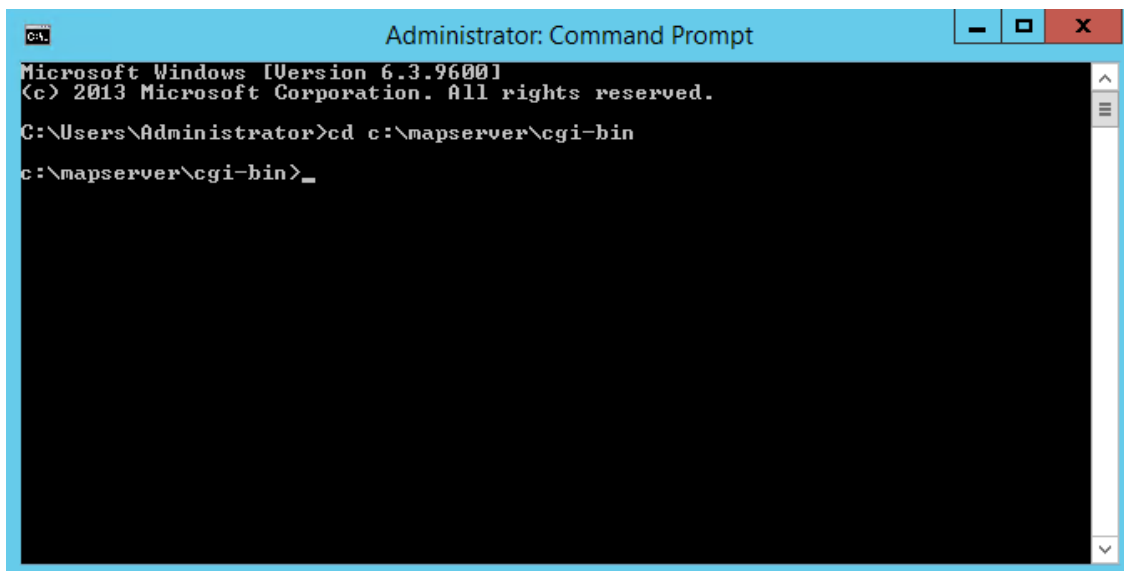 C:\.
Administrator: Command Prompt
Microsoft Windows [Version 6.3.9600]
(c) 2013 Microsoft Corporation. All rights reserved.
C:\Users\Administrator>cd c:\mapserver\cgi-bin
c:\mapserver\cgi-bin>_